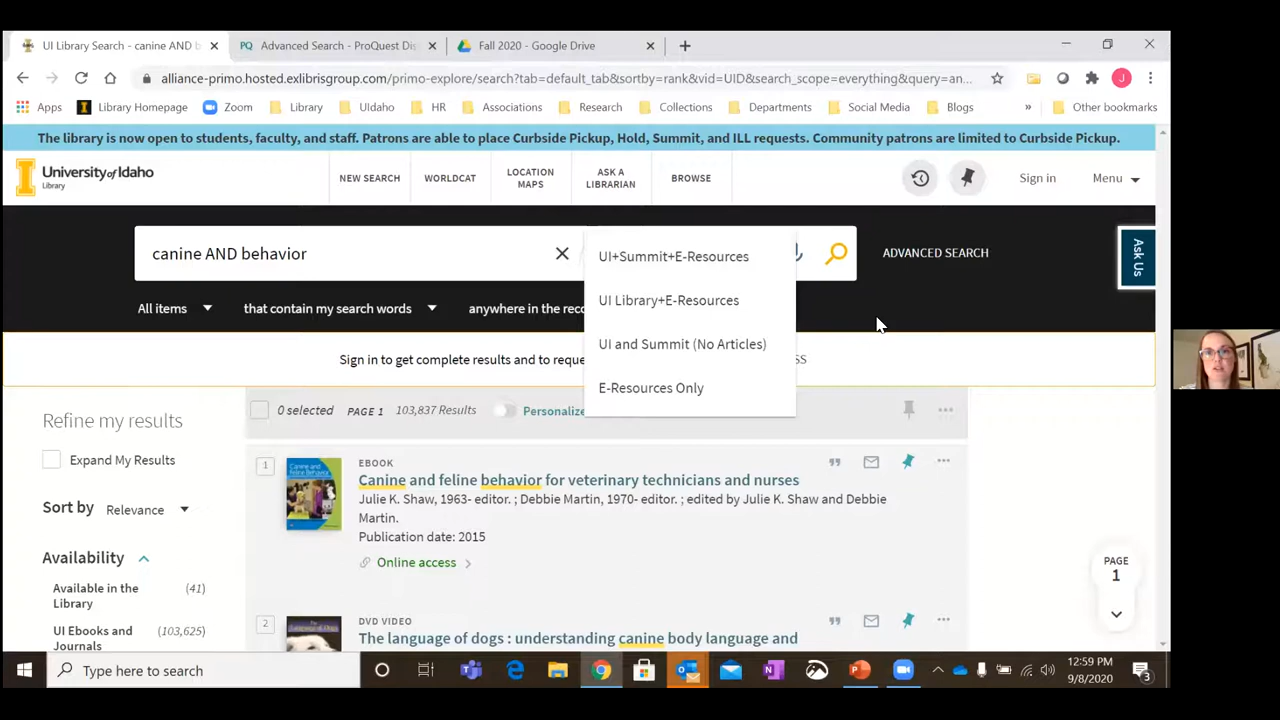 UI Library Search - canine AND b
PQ Advanced Search - ProQuest Dis
Fall 2020 - Google Drive
alliance-primo.hosted.exlibrisgroup.com/primo-explore/search?tab=default_tab&sortby=rank&vid=UID&search_scope=everything&query=an...
J
Apps
Library Homepage
Zoom
Library
UIdaho
HR
Associations
Research
Collections
Departments
Social Media
Blogs
»
Other bookmarks
The library is now open to students, faculty, and staff. Patrons are able to place Curbside Pickup, Hold, Summit, and ILL requests. Community patrons are limited to Curbside Pickup.
University of Idaho
Library
NEW SEARCH
WORLDCAT
LOCATION
MAPS
ASK A
LIBRARIAN
BROWSE
Sign in
Menu
canine AND behavior
UI+Summit+E-Resources
UI Library+E-Resources
UI and Summit (No Articles)
E-Resources Only
ADVANCED SEARCH
Ask Us
All items
that contain my search words
anywhere in the reco
Sign in to get complete results and to reque
SS
Refine my results
Expand My Results
Sort by Relevance
Availability
Available in the
Library
(41)
UI Ebooks and
Journals
(103,625)
0 selected
PAGE 1
103,837 Results
Personalize
1
EBOOK
Canine and feline behavior for veterinary technicians and nurses
Julie K. Shaw, 1963- editor. ; Debbie Martin, 1970- editor. ; edited by Julie K. Shaw and Debbie
Martin.
Publication date: 2015
Online access
2
DVD VIDEO
The language of dogs : understanding canine body language and
PAGE
1
Type here to search
12:59 PM
9/8/2020
3